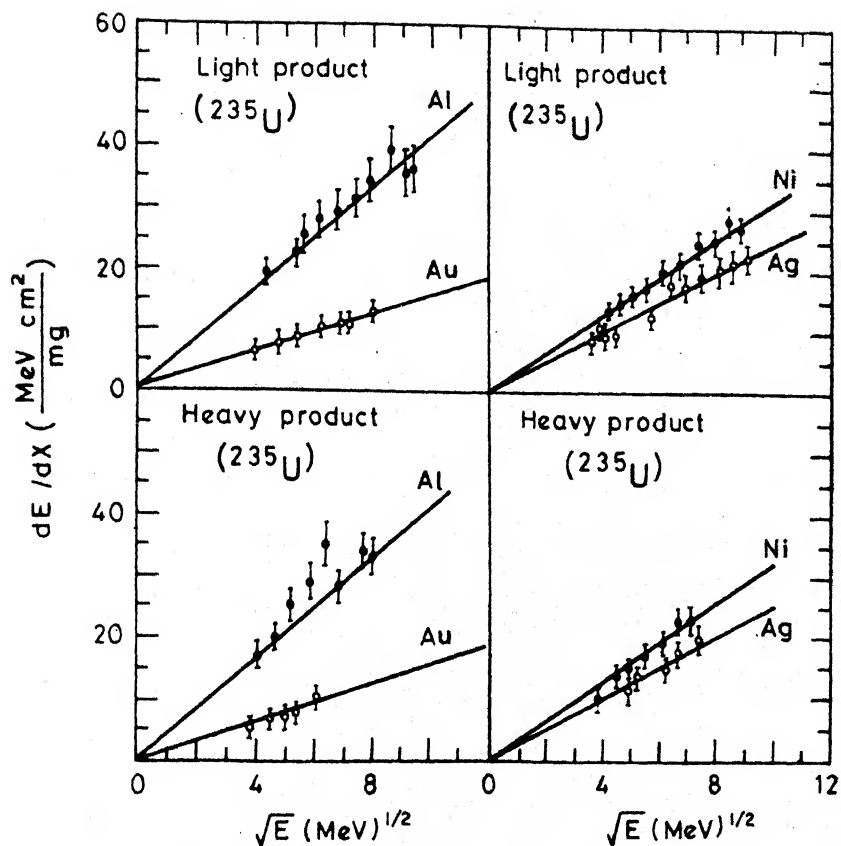 60
40
20
0
40
20
0
dE/dX (MeV cm²/mg)
Light product
(235U)
Al
Au
Light product
(235U)
Ni
Ag
Heavy product
(235U)
Al
Au
Heavy product
(235U)
Ni
Ag
0 4 8 0 4 8 12
√E (MeV)1/2
√E (MeV)1/2